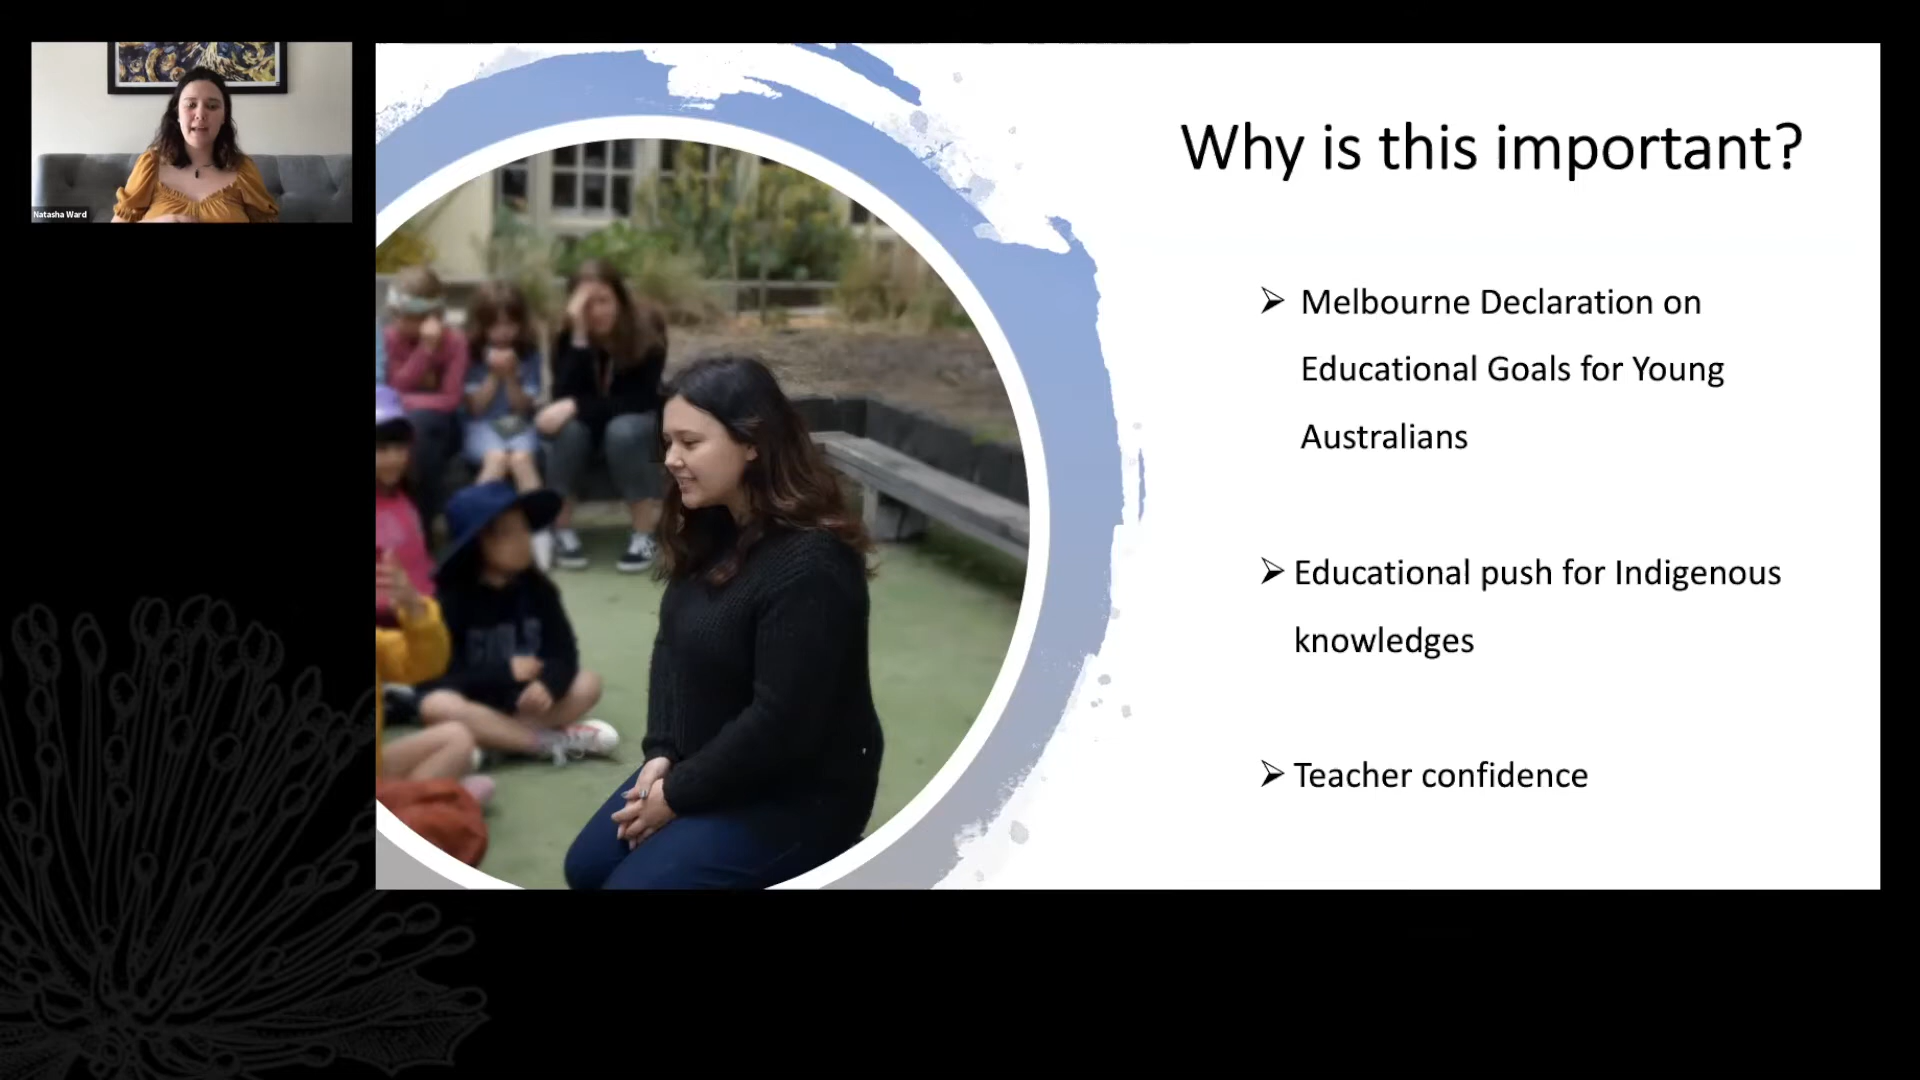 Natasha Ward
Why is this important?
➢ Melbourne Declaration on
Educational Goals for Young
Australians
➢ Educational push for Indigenous
knowledges
➢ Teacher confidence